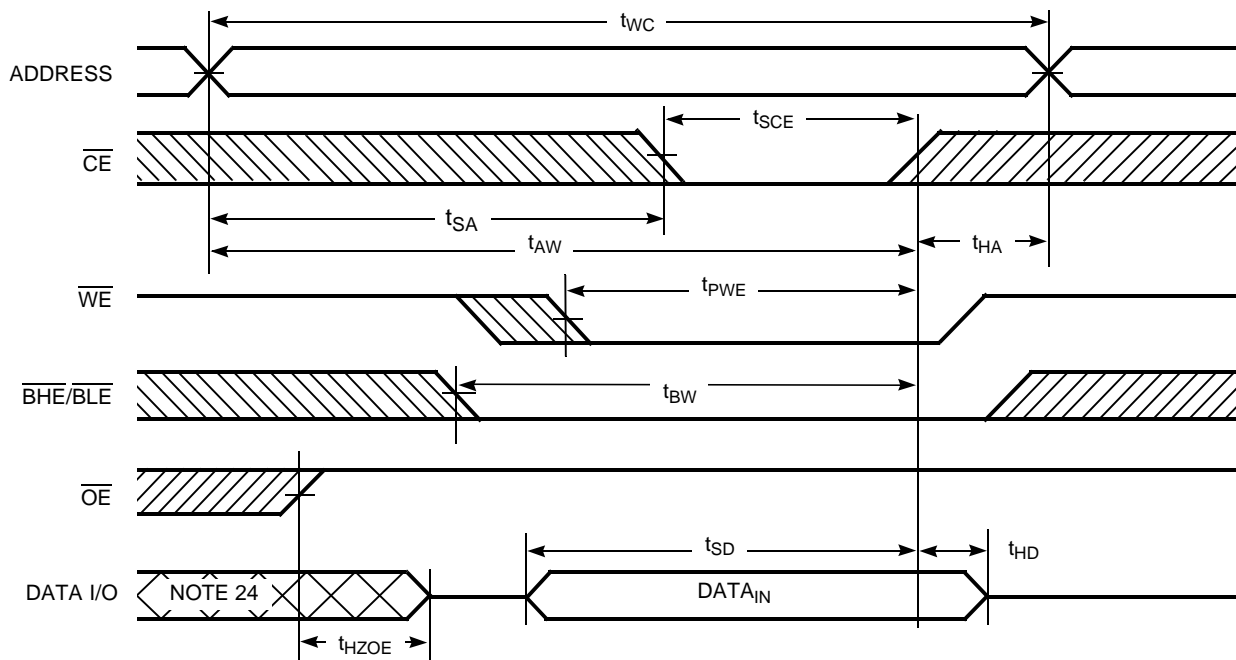 tWC
ADDRESS
tSCE
CE
tSA
tAW
tHA
WE
tPWE
BHE/BLE
tBW
OE
tSD
tHD
DATA I/O
NOTE 24
DATAIN
tHZOE